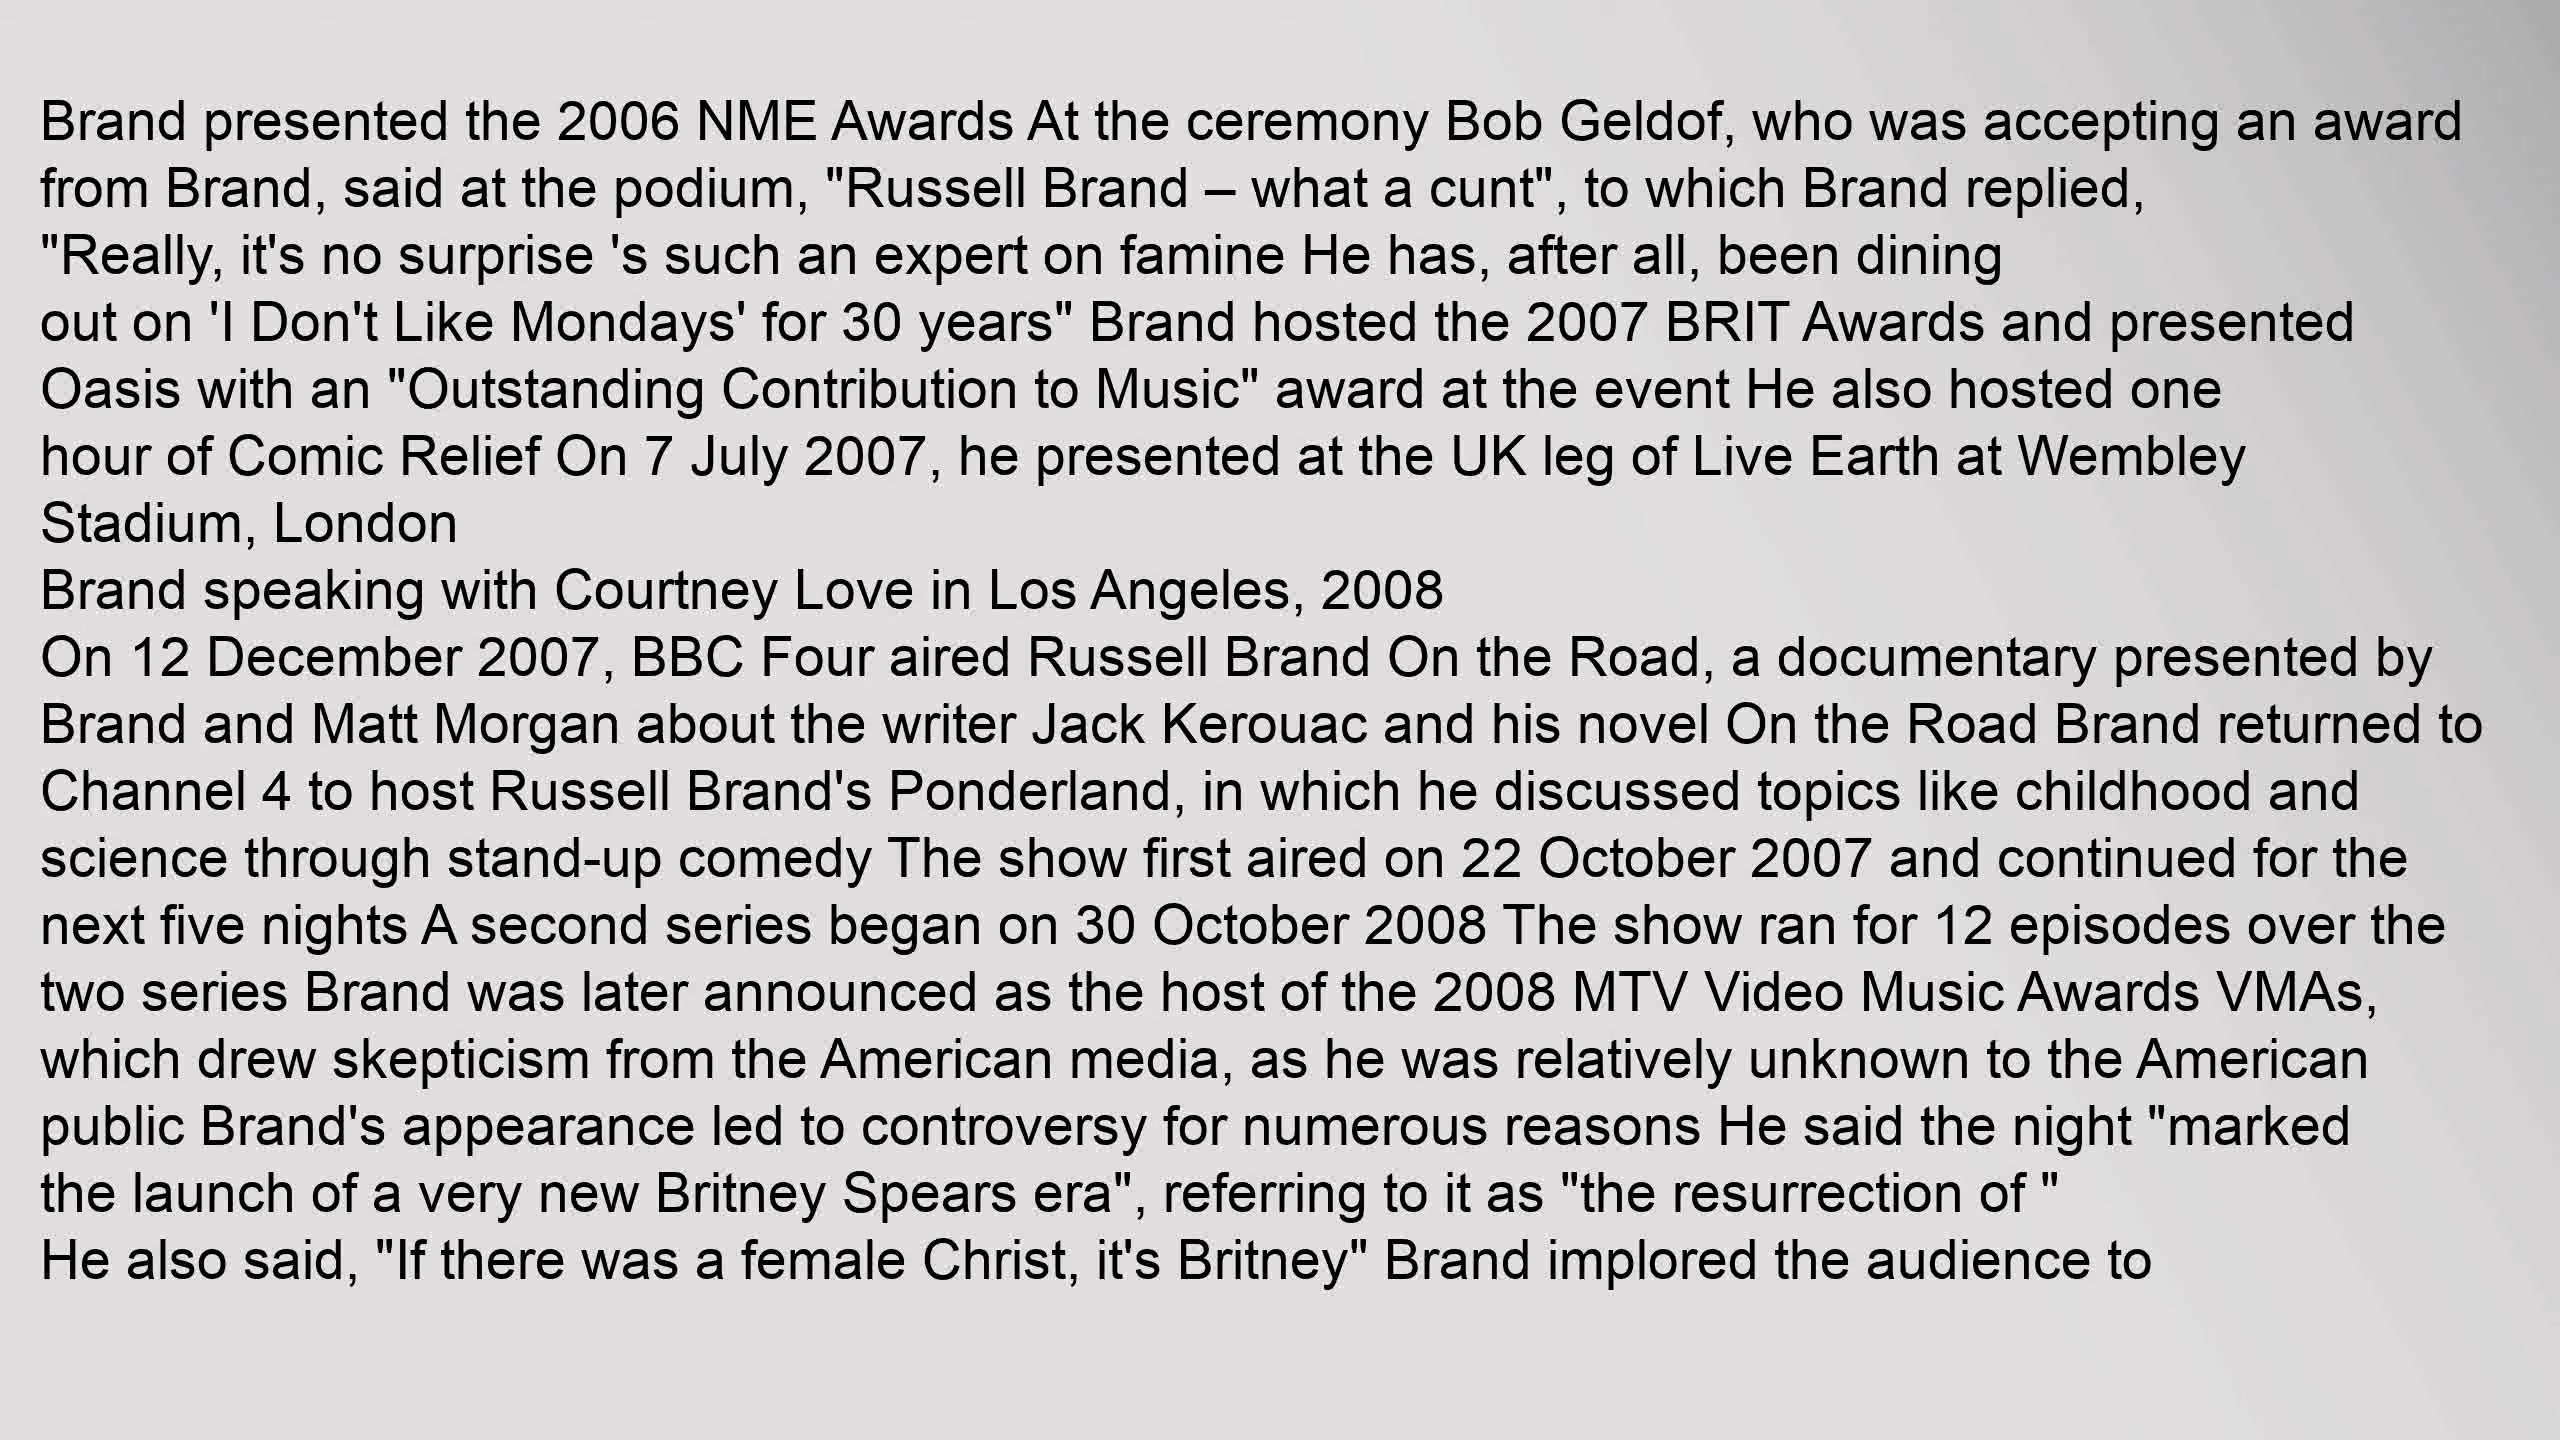 Brand presented the 2006 NME Awards At the ceremony Bob Geldof, who was accepting an award
from Brand, said at the podium, "Russell Brand – what a cunt", to which Brand replied,
"Really, it's no surprise 's such an expert on famine He has, after all, been dining
out on 'I Don't Like Mondays' for 30 years" Brand hosted the 2007 BRIT Awards and presented
Oasis with an "Outstanding Contribution to Music" award at the event He also hosted one
hour of Comic Relief On 7 July 2007, he presented at the UK leg of Live Earth at Wembley
Stadium, London
Brand speaking with Courtney Love in Los Angeles, 2008
On 12 December 2007, BBC Four aired Russell Brand On the Road, a documentary presented by
Brand and Matt Morgan about the writer Jack Kerouac and his novel On the Road Brand returned to
Channel 4 to host Russell Brand's Ponderland, in which he discussed topics like childhood and
science through stand-up comedy The show first aired on 22 October 2007 and continued for the
next five nights A second series began on 30 October 2008 The show ran for 12 episodes over the
two series Brand was later announced as the host of the 2008 MTV Video Music Awards VMAs,
which drew skepticism from the American media, as he was relatively unknown to the American
public Brand's appearance led to controversy for numerous reasons He said the night "marked
the launch of a very new Britney Spears era", referring to it as "the resurrection of "
He also said, "If there was a female Christ, it's Britney" Brand implored the audience to